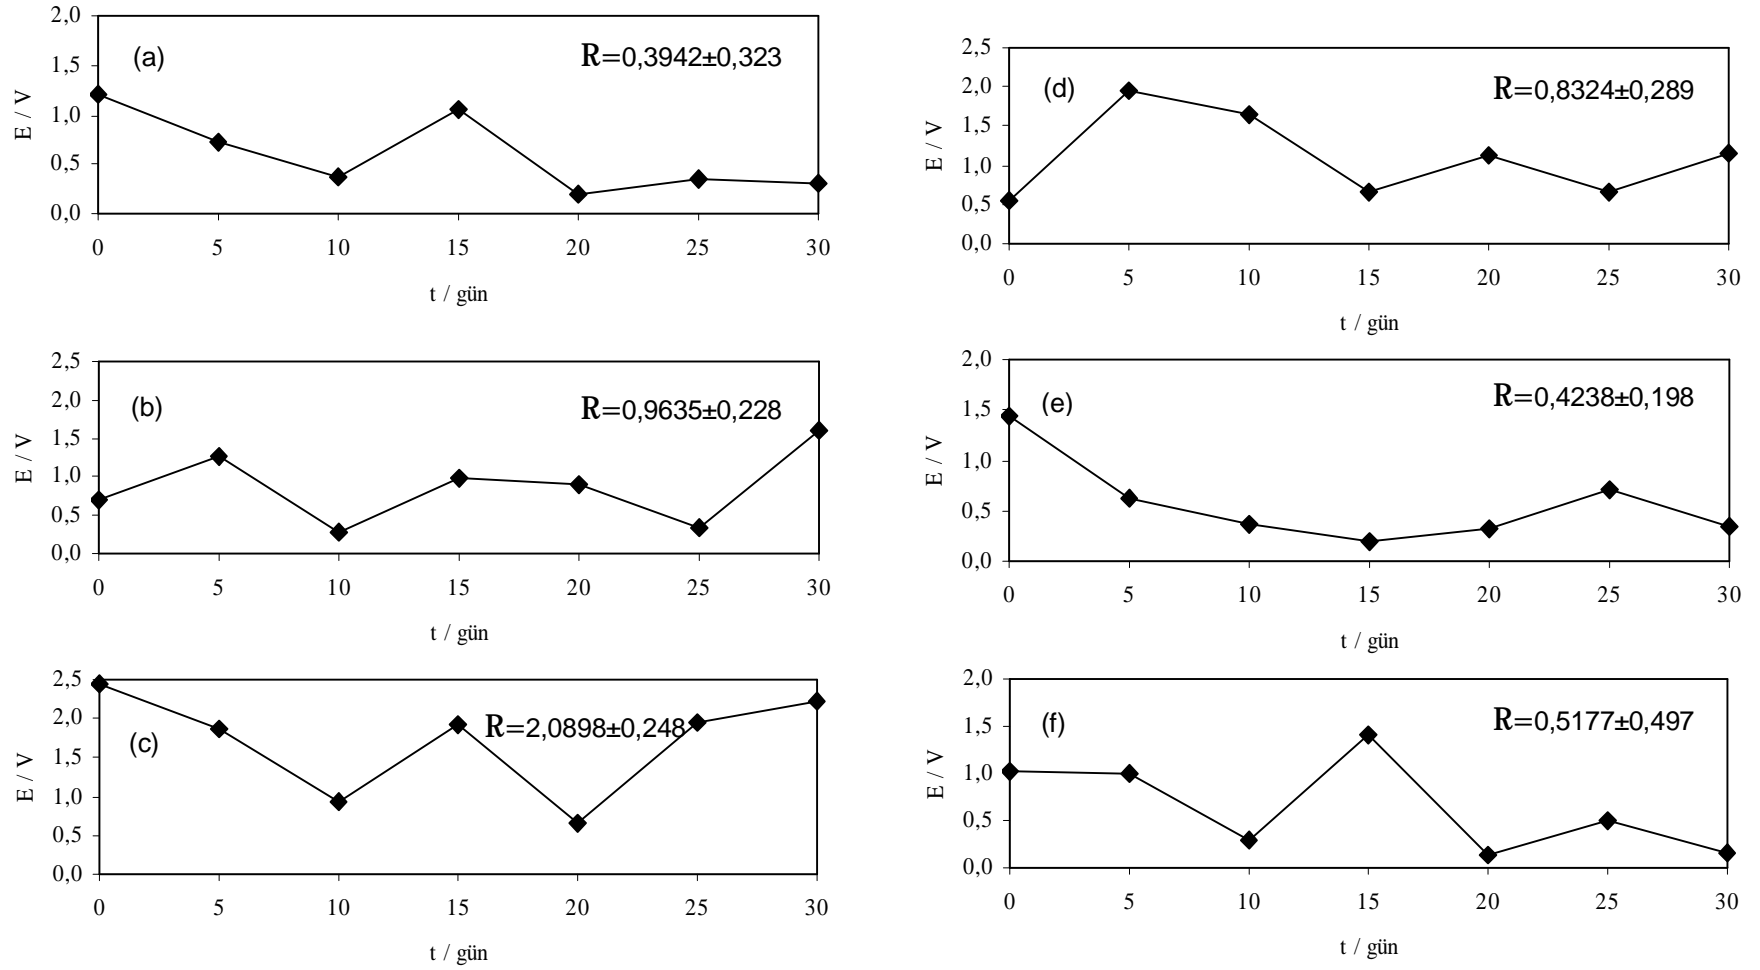 2,0
1,5
1,0
0,5
0,0
E / V
(a)
R=0,3942±0,323
0 5 10 15 20 25 30
t / gün
2,5
2,0
1,5
1,0
0,5
0,0
E / V
(b)
R=0,9635±0,228
0 5 10 15 20 25 30
t / gün
2,5
2,0
1,5
1,0
0,5
0,0
E / V
(c)
R=2,0898±0,248
0 5 10 15 20 25 30
t / gün
2,5
2,0
1,5
1,0
0,5
0,0
E / V
(d)
R=0,8324±0,289
0 5 10 15 20 25 30
t / gün
2,0
1,5
1,0
0,5
0,0
E / V
(e)
R=0,4238±0,198
0 5 10 15 20 25 30
t / gün
2,0
1,5
1,0
0,5
0,0
E / V
(f)
R=0,5177±0,497
0 5 10 15 20 25 30
t / gün